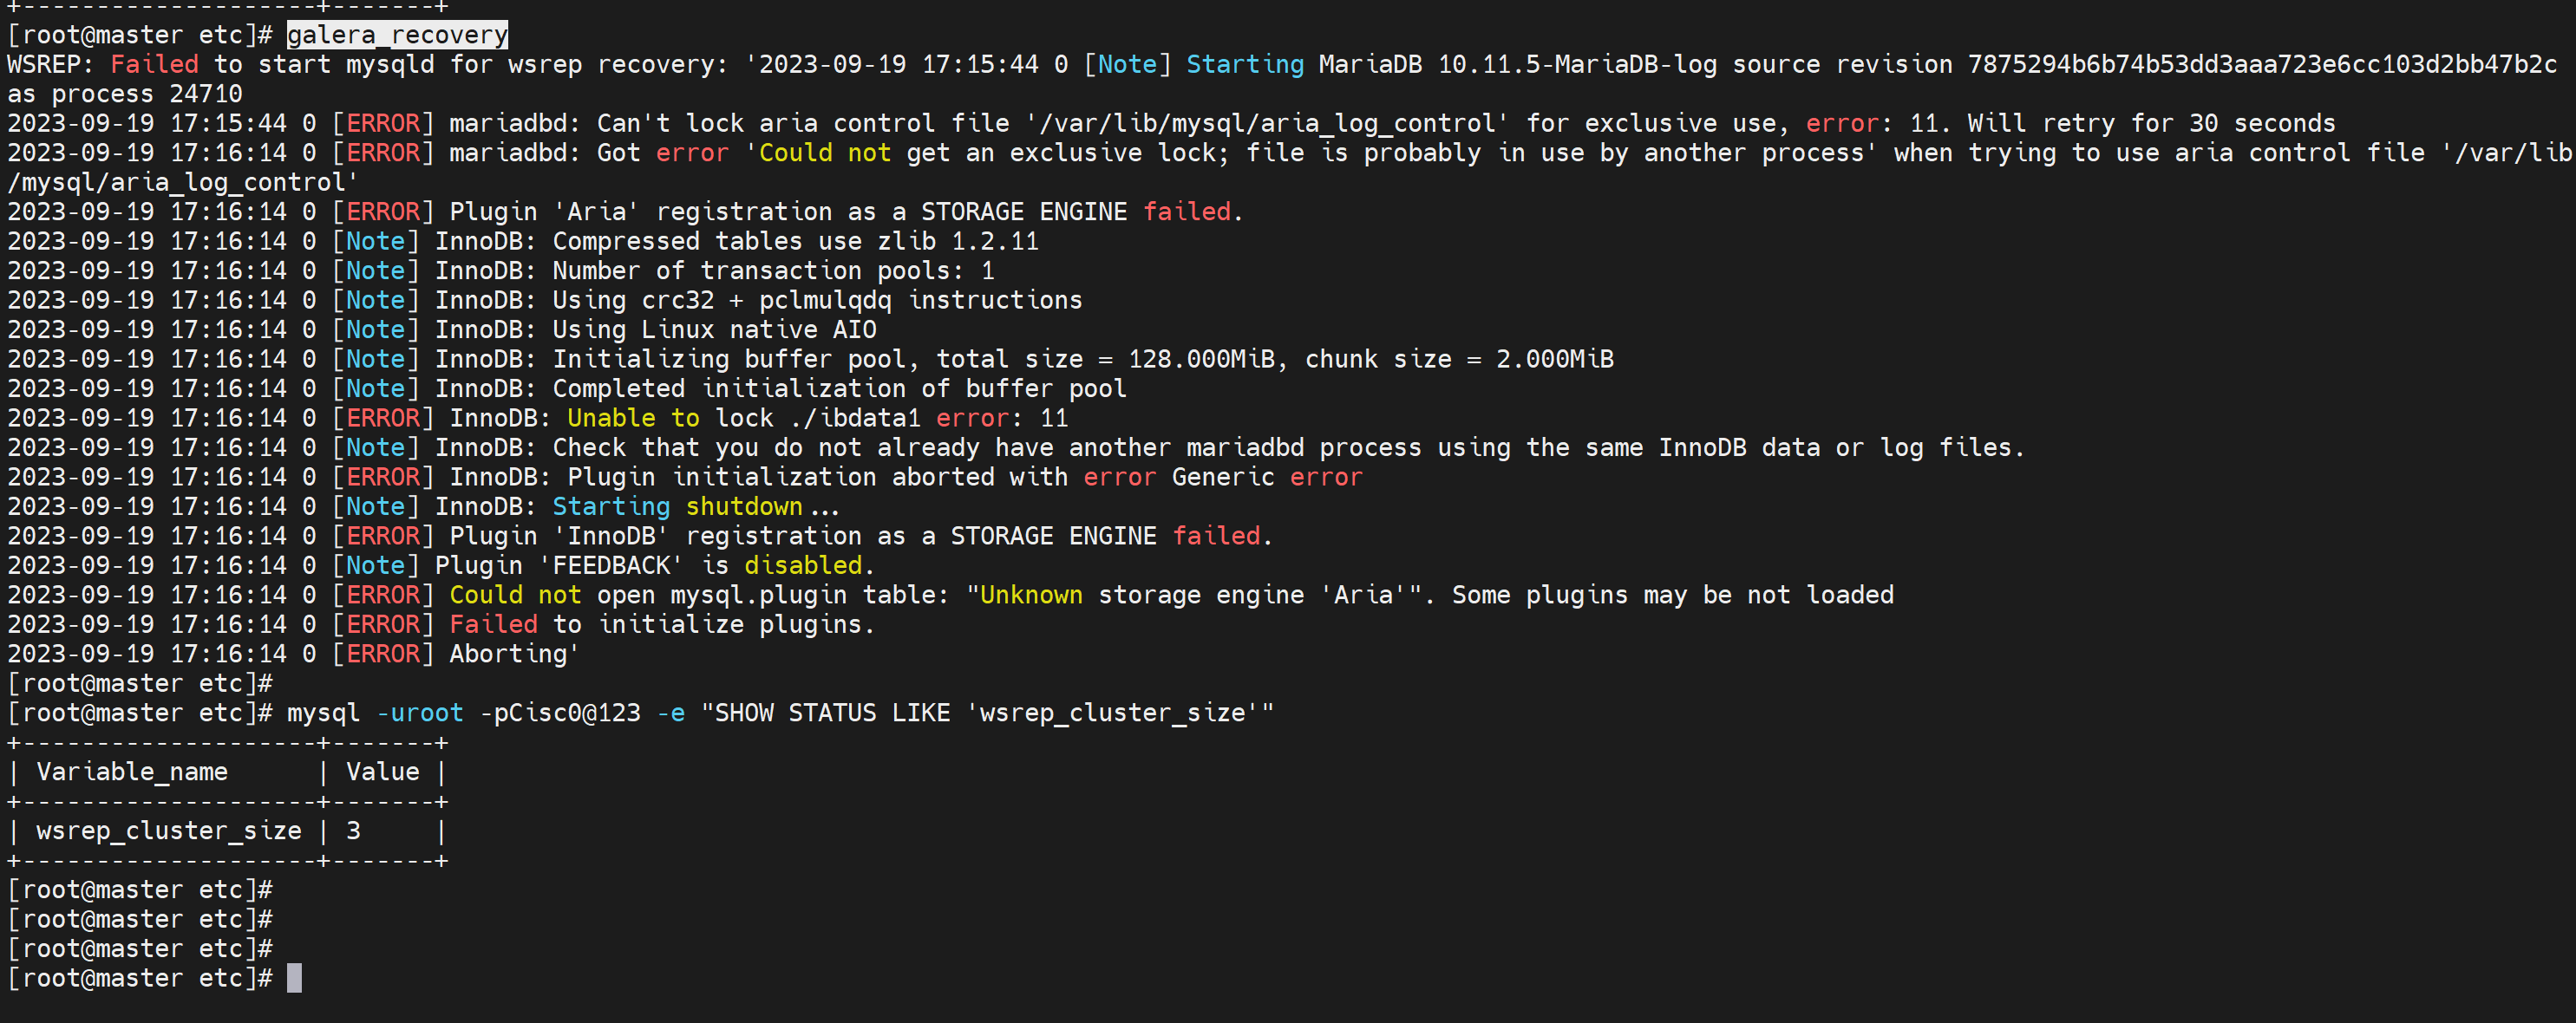 +--------------------+-------+
[root@master etc]# galera_recovery
WSREP: Failed to start mysqld for wsrep recovery: '2023-09-19 17:15:44 0 [Note] Starting MariaDB 10.11.5-MariaDB-log source revision 7875294b6b74b53dd3aaa723e6cc103d2bb47b2c
as process 24710
2023-09-19 17:15:44 0 [ERROR] mariadbd: Can't lock aria control file '/var/lib/mysql/aria_log_control' for exclusive use, error: 11. Will retry for 30 seconds
2023-09-19 17:16:14 0 [ERROR] mariadbd: Got error 'Could not get an exclusive lock; file is probably in use by another process' when trying to use aria control file '/var/lib
/mysql/aria_log_control'
2023-09-19 17:16:14 0 [ERROR] Plugin 'Aria' registration as a STORAGE ENGINE failed.
2023-09-19 17:16:14 0 [Note] InnoDB: Compressed tables use zlib 1.2.11
2023-09-19 17:16:14 0 [Note] InnoDB: Number of transaction pools: 1
2023-09-19 17:16:14 0 [Note] InnoDB: Using crc32 + pclmulqdq instructions
2023-09-19 17:16:14 0 [Note] InnoDB: Using Linux native AIO
2023-09-19 17:16:14 0 [Note] InnoDB: Initializing buffer pool, total size = 128.000MiB, chunk size = 2.000MiB
2023-09-19 17:16:14 0 [Note] InnoDB: Completed initialization of buffer pool
2023-09-19 17:16:14 0 [ERROR] InnoDB: Unable to lock ./ibdata1 error: 11
2023-09-19 17:16:14 0 [Note] InnoDB: Check that you do not already have another mariadbd process using the same InnoDB data or log files.
2023-09-19 17:16:14 0 [ERROR] InnoDB: Plugin initialization aborted with error Generic error
2023-09-19 17:16:14 0 [Note] InnoDB: Starting shutdown...
2023-09-19 17:16:14 0 [ERROR] Plugin 'InnoDB' registration as a STORAGE ENGINE failed.
2023-09-19 17:16:14 0 [Note] Plugin 'FEEDBACK' is disabled.
2023-09-19 17:16:14 0 [ERROR] Could not open mysql.plugin table: "Unknown storage engine 'Aria'". Some plugins may be not loaded
2023-09-19 17:16:14 0 [ERROR] Failed to initialize plugins.
2023-09-19 17:16:14 0 [ERROR] Aborting'
[root@master etc]#
[root@master etc]# mysql -uroot -pCisc0@123 -e "SHOW STATUS LIKE 'wsrep_cluster_size'"
+--------------------+-------+
| Variable_name      | Value |
+--------------------+-------+
| wsrep_cluster_size | 3     |
+--------------------+-------+
[root@master etc]#
[root@master etc]#
[root@master etc]#
[root@master etc]#